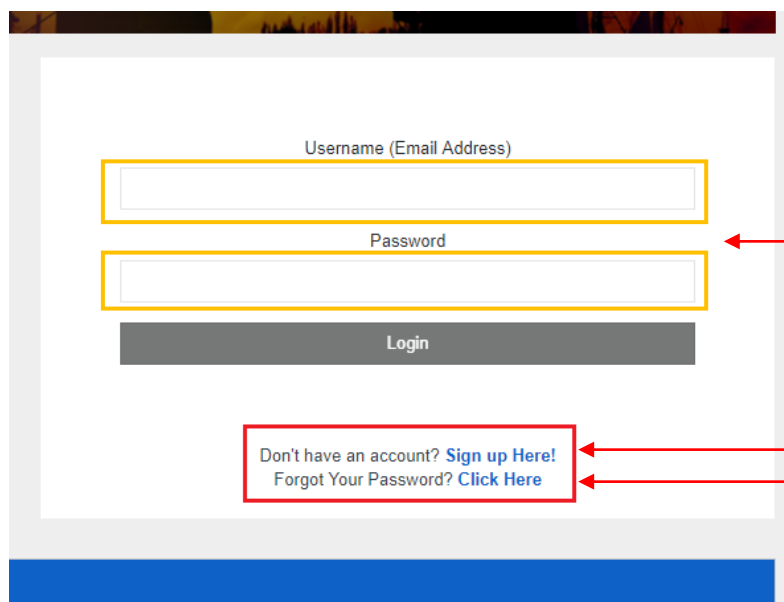 Username (Email Address)
Password
Login
Don't have an account? Sign up Here!
Forgot Your Password? Click Here